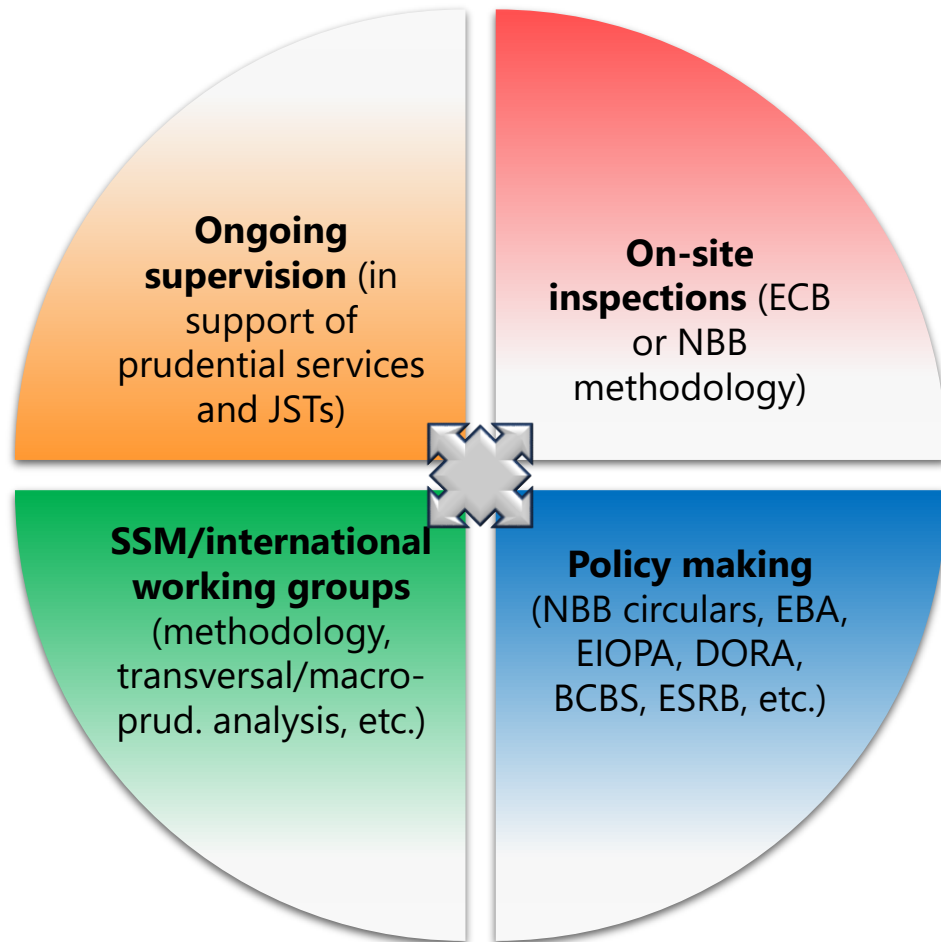 Ongoing
supervision (in
support of
prudential services
and JSTs)
On-site
inspections (ECB
or NBB
methodology)
SSM/international
working groups
(methodology,
transversal/macro-
prud. analysis, etc.)
Policy making
(NBB circulars, EBA,
EIOPA, DORA,
BCBS, ESRB, etc.)